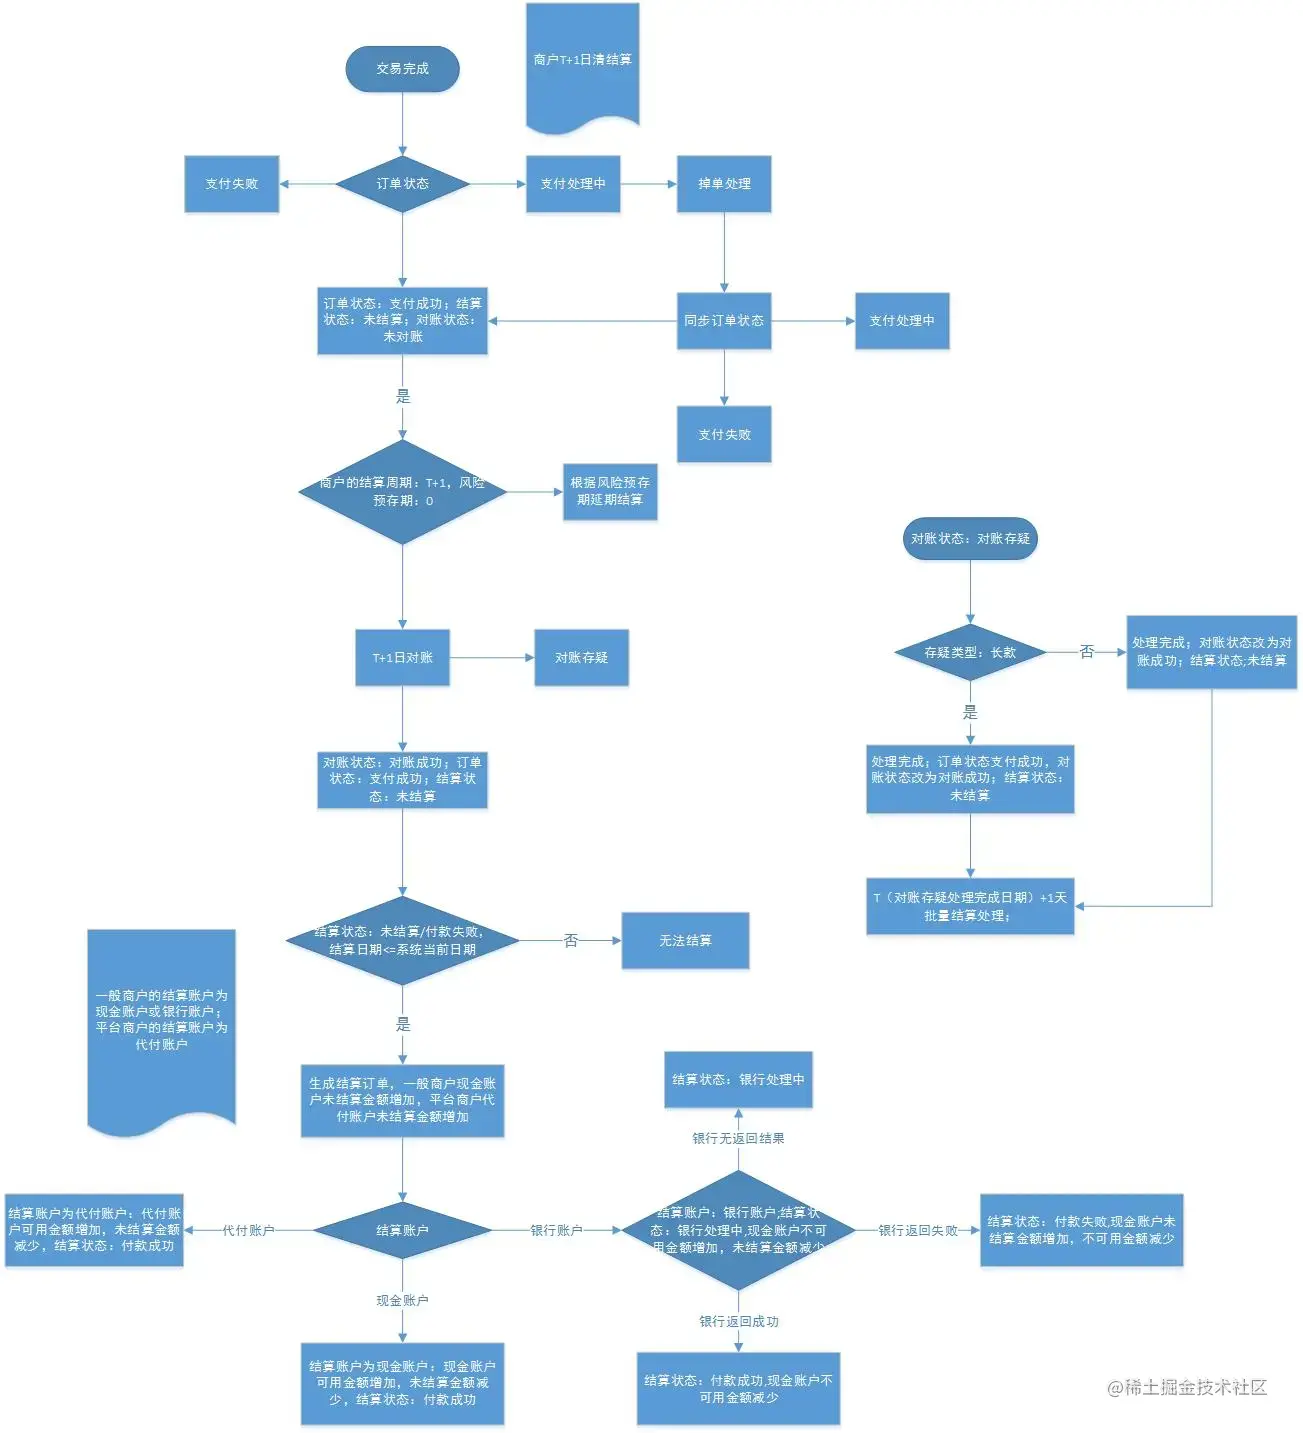 商户T+1日清结算
交易完成
支付失败
订单状态
支付处理中
掉单处理
订单状态：支付成功；结算
状态：未结算；对账状态：
未对账
同步订单状态
支付处理中
是
支付失败
商户的结算周期：T+1，风险
预存期：0
根据风险预存
期延期结算
对账状态：对账存疑
T+1日对账
对账存疑
存疑类型：长款
否
处理完成；对账状态改为对
账成功；结算状态;未结算
是
对账状态：对账成功；订单
状态：支付成功；结算状
态：未结算
处理完成；订单状态支付成功，对
账状态改为对账成功；结算状态：
未结算
T（对账存疑处理完成日期）+1天
批量结算处理；
结算状态：未结算/付款失败，
结算日期<=系统当前日期
否
无法结算
一般商户的结算账户为
现金账户或银行账户；
平台商户的结算账户为
代付账户
是
生成结算订单，一般商户现金账
户未结算金额增加，平台商户代
付账户未结算金额增加
结算状态：银行处理中
银行无返回结果
结算账户为代付账户：代付账
户可用金额增加，未结算金额
减少，结算状态：付款成功
代付账户
结算账户
银行账户
结算账户：银行账户;结算状
态：银行处理中,现金账户不可
用金额增加，未结算金额减少
银行返回失败
结算状态：付款失败,现金账户未
结算金额增加，不可用金额减少
现金账户
银行返回成功
结算账户为现金账户：现金账户
可用金额增加，未结算金额减
少，结算状态：付款成功
结算状态：付款成功,现金账户不
可用金额减少
@稀土掘金技术社区